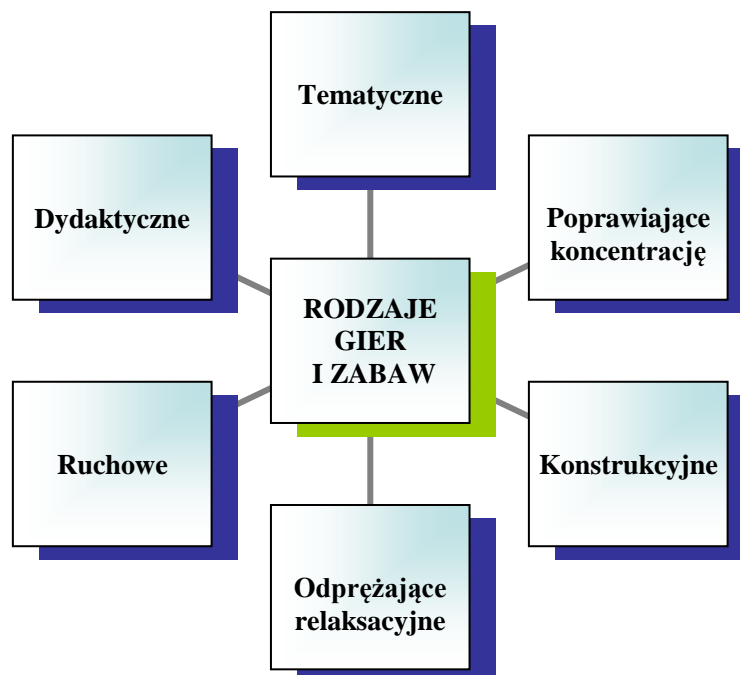 Tematyczne
Dydaktyczne
Poprawiające
koncentrację
RODZAJE
GIER
I ZABAW
Ruchowe
Konstrukcyjne
Odprężające
relaksacyjne